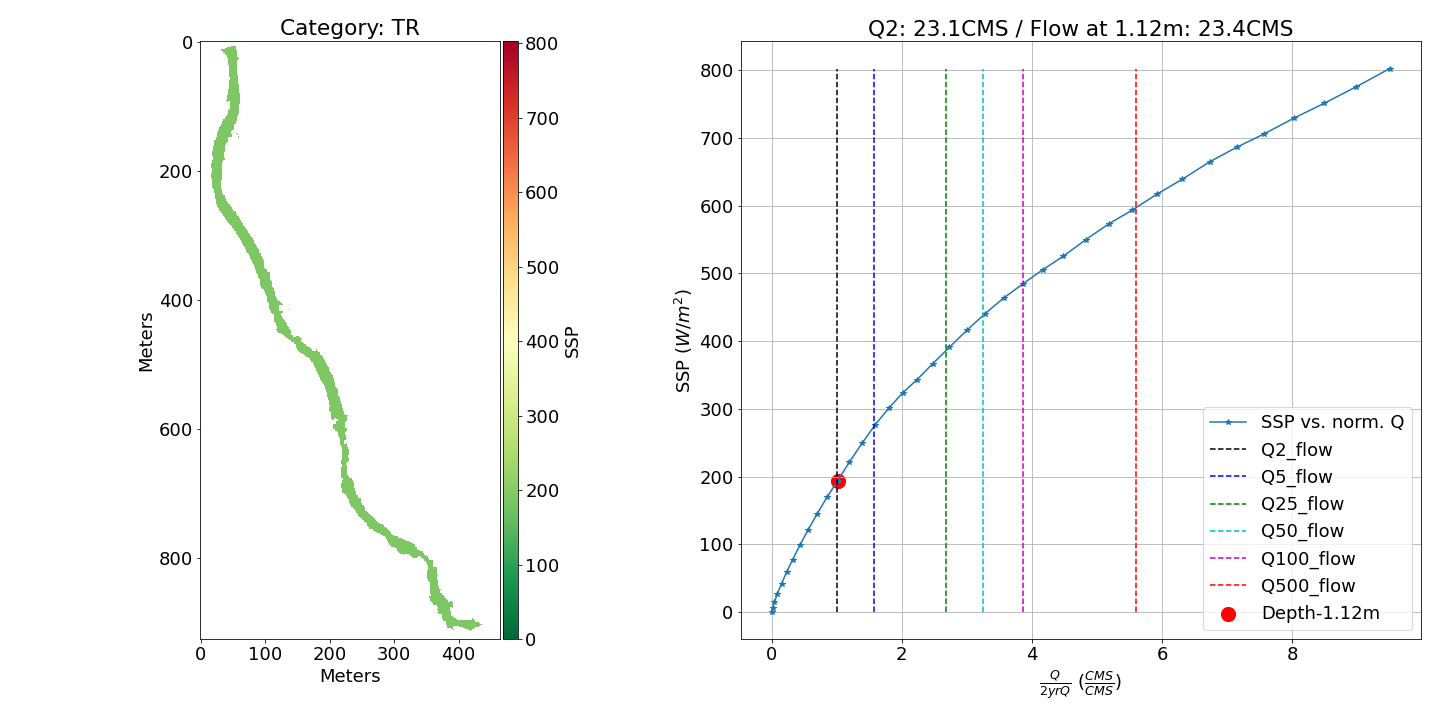 Category: TR
0
200
400
600
800
Meters
0
100
200
300
400
Meters
800
700
600
500
400
300
200
100
0
SSP
Q2: 23.1CMS / Flow at 1.12m: 23.4CMS
800
700
600
500
400
300
200
100
0
SSP (W/m²)
0
2
4
6
8
Q/2yrQ (CMS/CMS)
SSP vs. norm. Q
Q2_flow
Q5_flow
Q25_flow
Q50_flow
Q100_flow
Q500_flow
Depth-1.12m